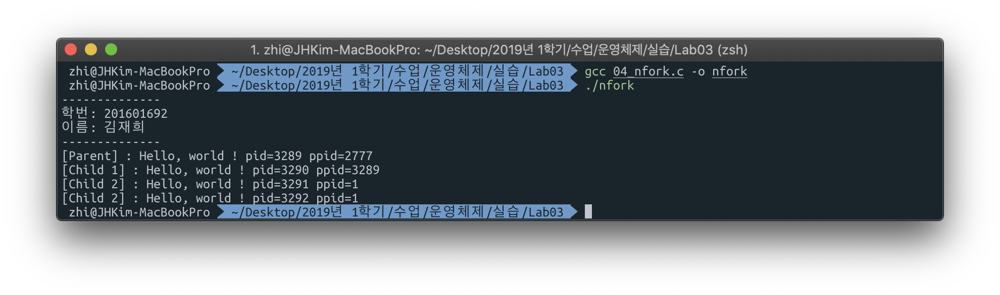 1. zhi@JHKim-MacBookPro: ~/Desktop/2019년 1학기/수업/운영체제/실습/Lab03 (zsh)
zhi@JHKim-MacBookPro ~/Desktop/2019년 1학기/수업/운영체제/실습/Lab03 gcc 04_nfork.c -o nfork
zhi@JHKim-MacBookPro ~/Desktop/2019년 1학기/수업/운영체제/실습/Lab03 ./nfork
--------------
학번: 201601692
이름: 김재희
--------------
[Parent] : Hello, world ! pid=3289 ppid=2777
[Child 1] : Hello, world ! pid=3290 ppid=3289
[Child 2] : Hello, world ! pid=3291 ppid=1
[Child 2] : Hello, world ! pid=3292 ppid=1
zhi@JHKim-MacBookPro ~/Desktop/2019년 1학기/수업/운영체제/실습/Lab03